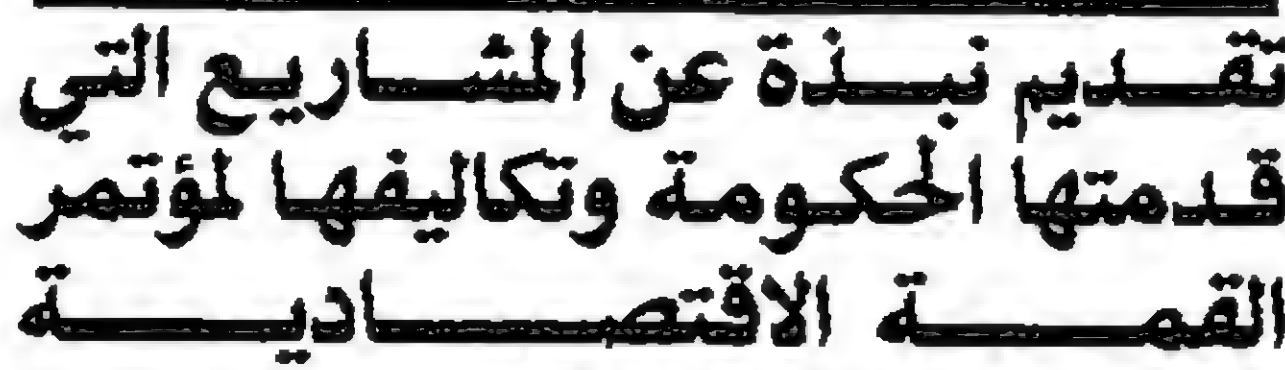 تقديم نبذة عن المشاريع التي
قدمتها الحكومة وتكاليفها لمؤتمر
القمة الاقتصادية